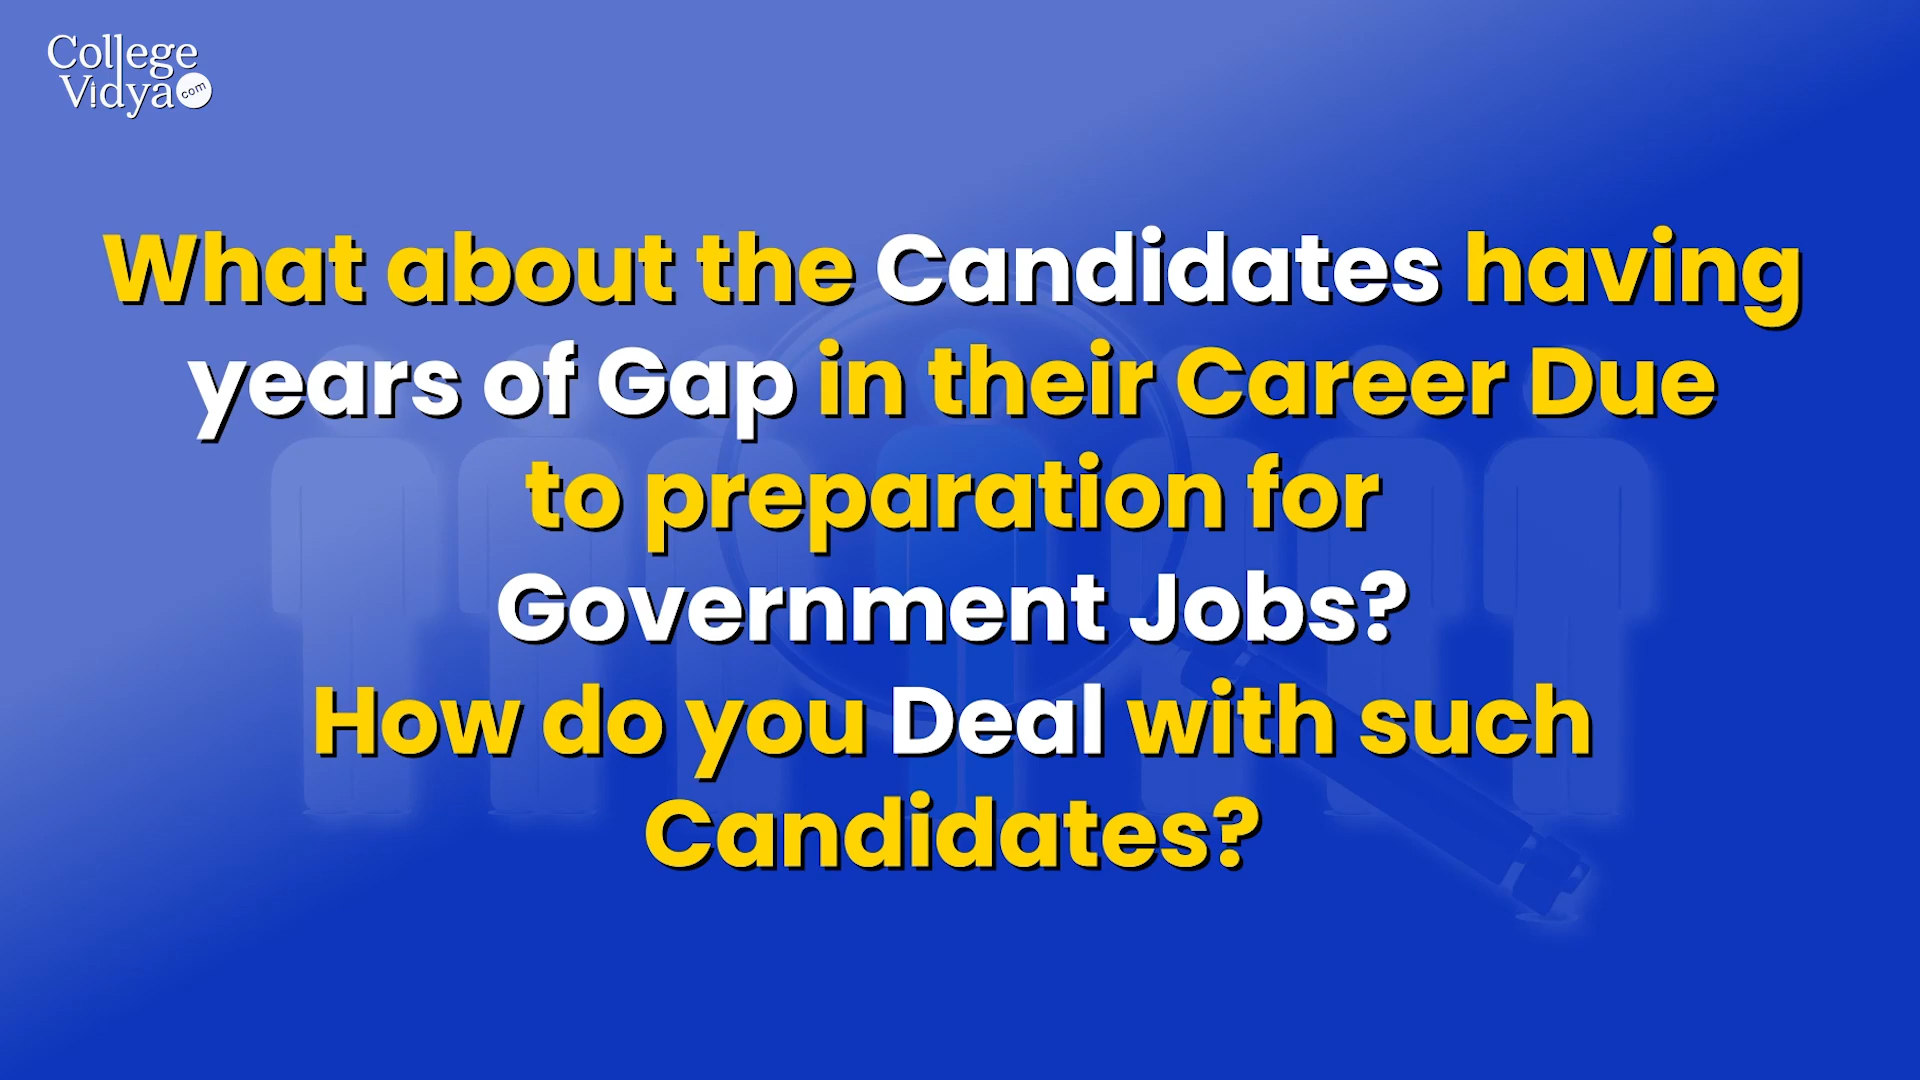 College
Vidya.com
What about the Candidates having
years of Gap in their Career Due
to preparation for
Government Jobs?
How do you Deal with such
Candidates?